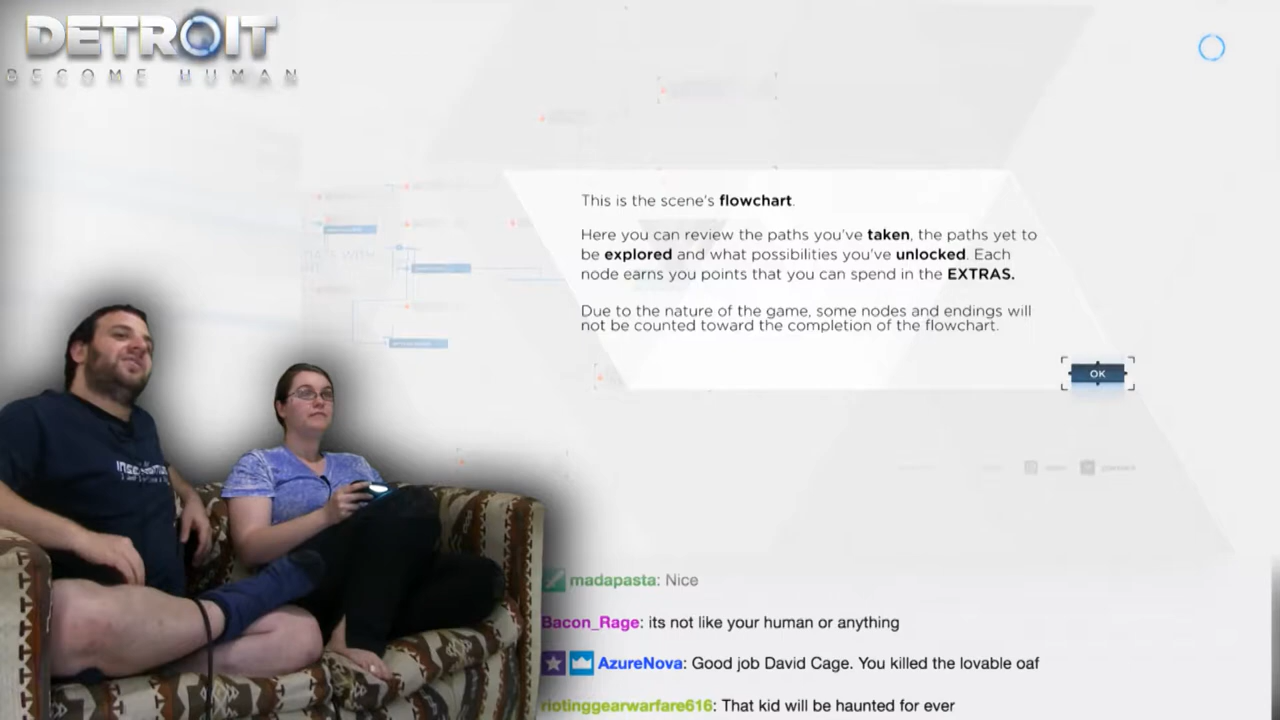 DETROIT
BECOME HUMAN
This is the scene's flowchart.
Here you can review the paths you've taken, the paths yet to
be explored and what possibilities you've unlocked. Each
node earns you points that you can spend in the EXTRAS.
Due to the nature of the game, some nodes and endings will
not be counted toward the completion of the flowchart.
OK
madapasta: Nice
Bacon_Rage: its not like your human or anything
AzureNova: Good job David Cage. You killed the lovable oaf
riotinggearwarfare616: That kid will be haunted for ever